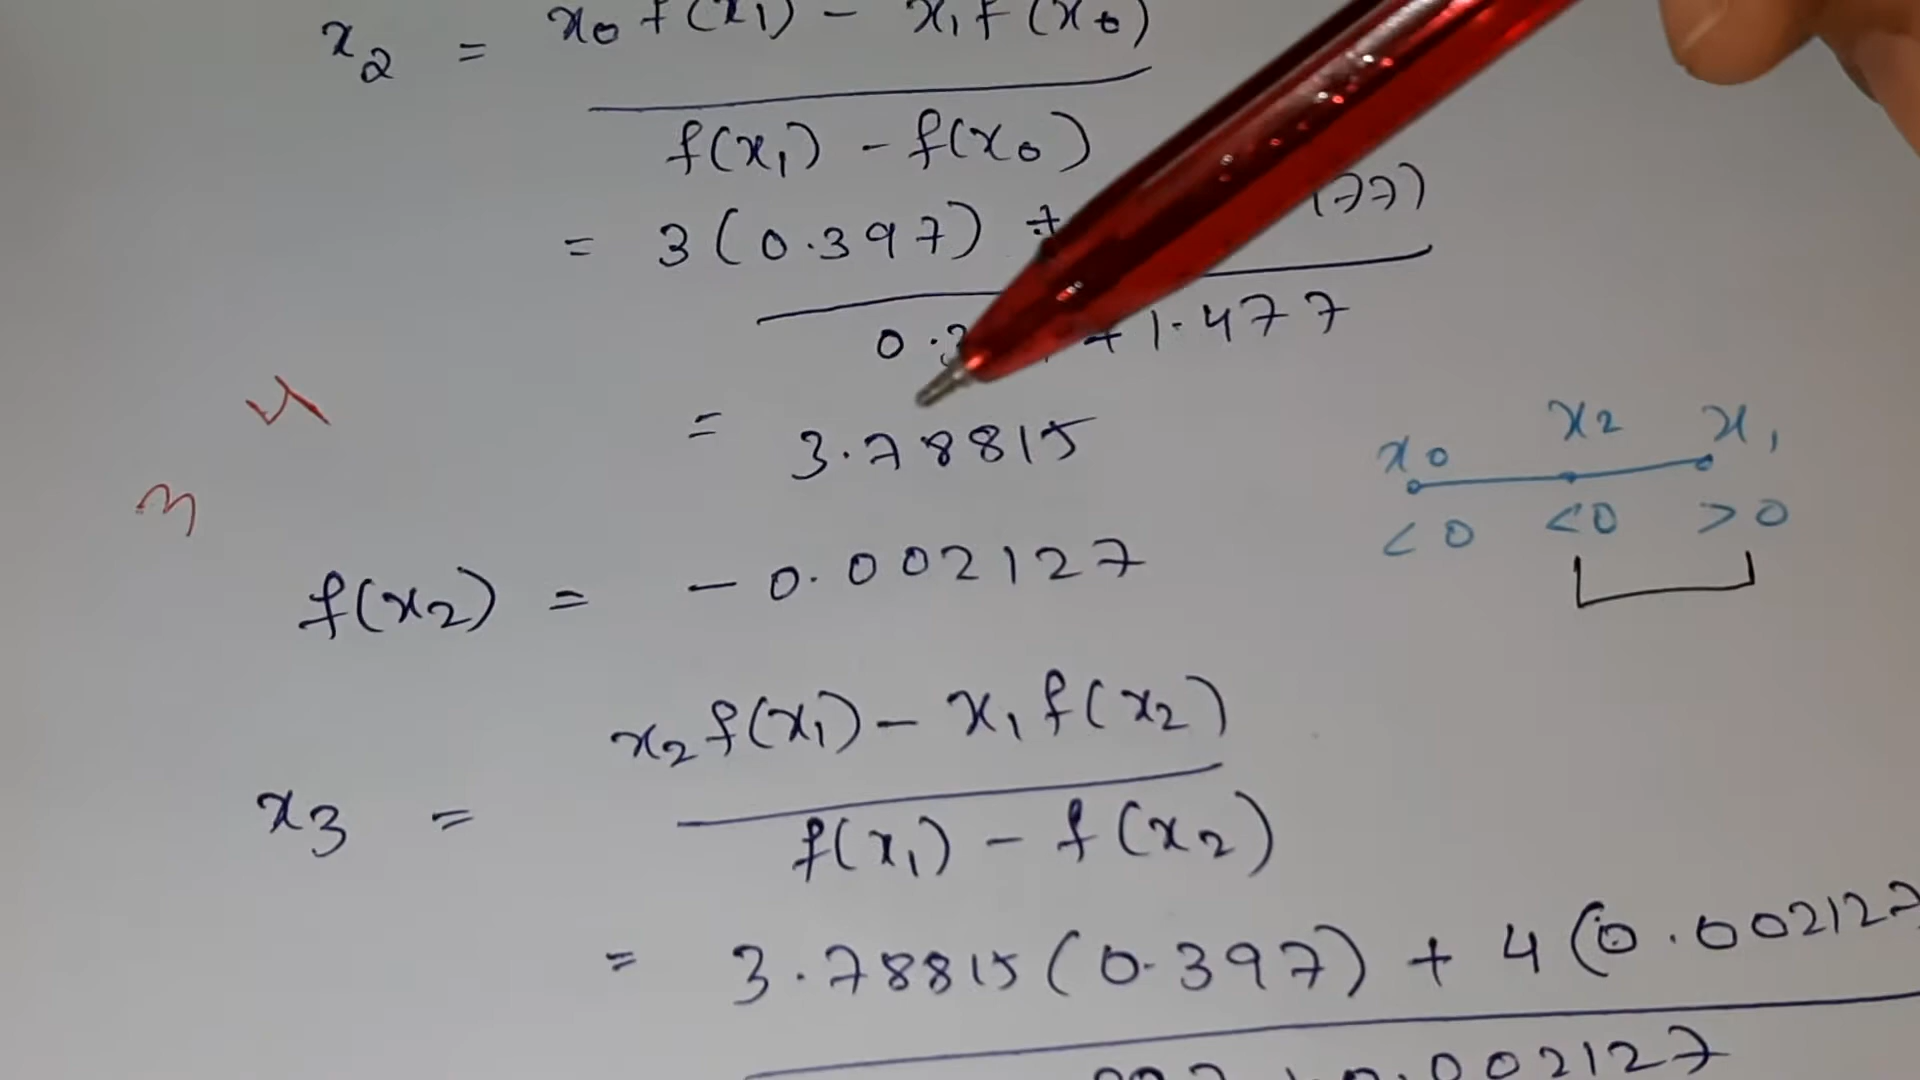 x₀ f(x₁) - x₁ f(x₀)
x₂ =
f(x₁) - f(x₀)
= 3(0.397) + 77)
0.3 + 1.477
= 3.78815
x₀ x₂ x₁
<0 <0 >0
f(x₂) = -0.002127
x₂ f(x₁) - x₁ f(x₂)
x₃ =
f(x₁) - f(x₂)
= 3.78815(0.397) + 4(0.002127
0.002127